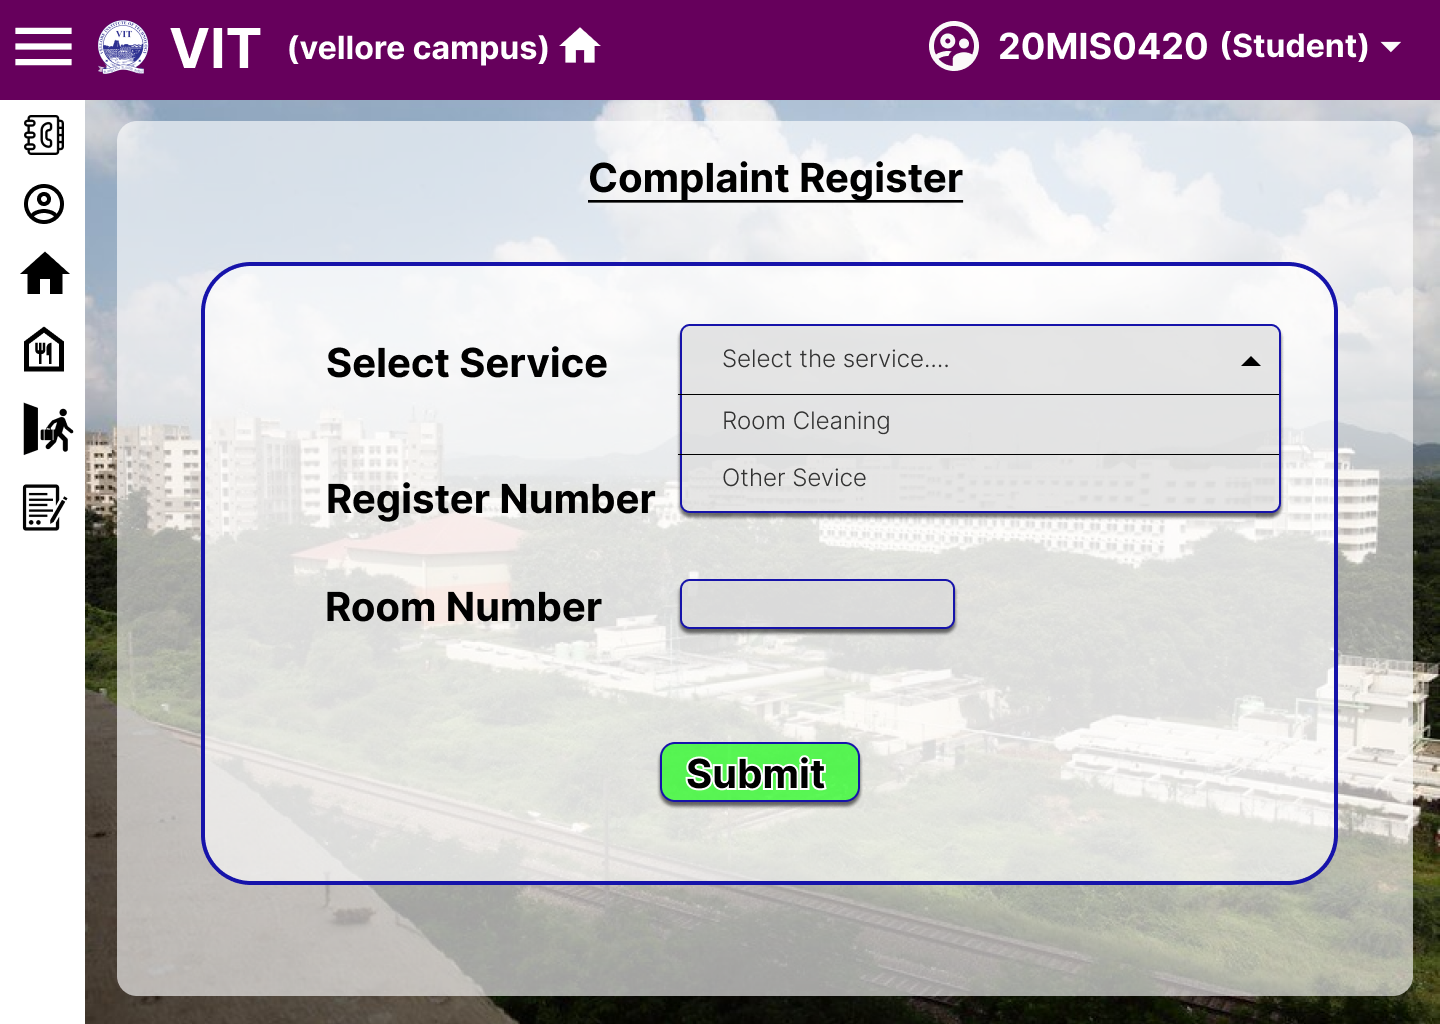 VIT (vellore campus) 20MIS0420 (Student)
Complaint Register
Select Service Select the service....
Room Cleaning
Other Sevice
Register Number
Room Number
Submit